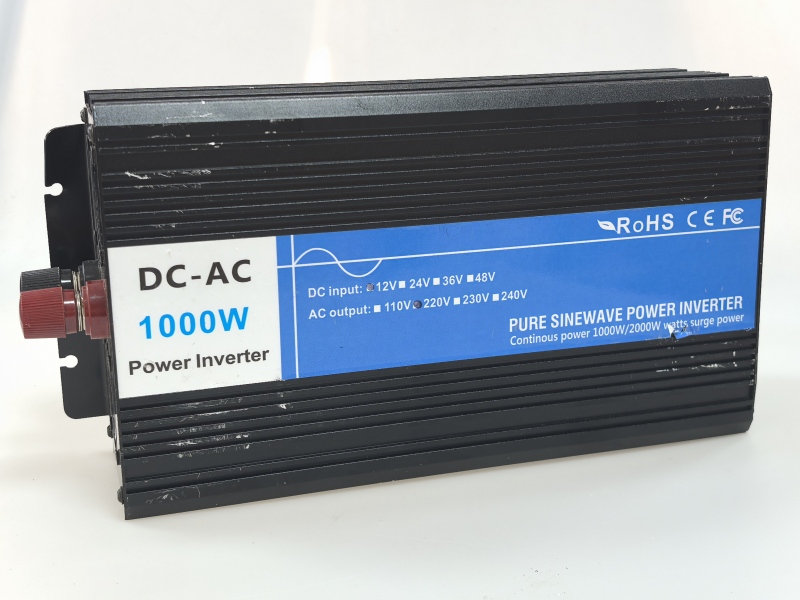 RoHS CE FC
DC-AC
1000W
Power Inverter
DC input: 12V 24V 36V 48V
AC output: 110V 220V 230V 240V
PURE SINEWAVE POWER INVERTER
Continous power 1000W/2000W watts surge power